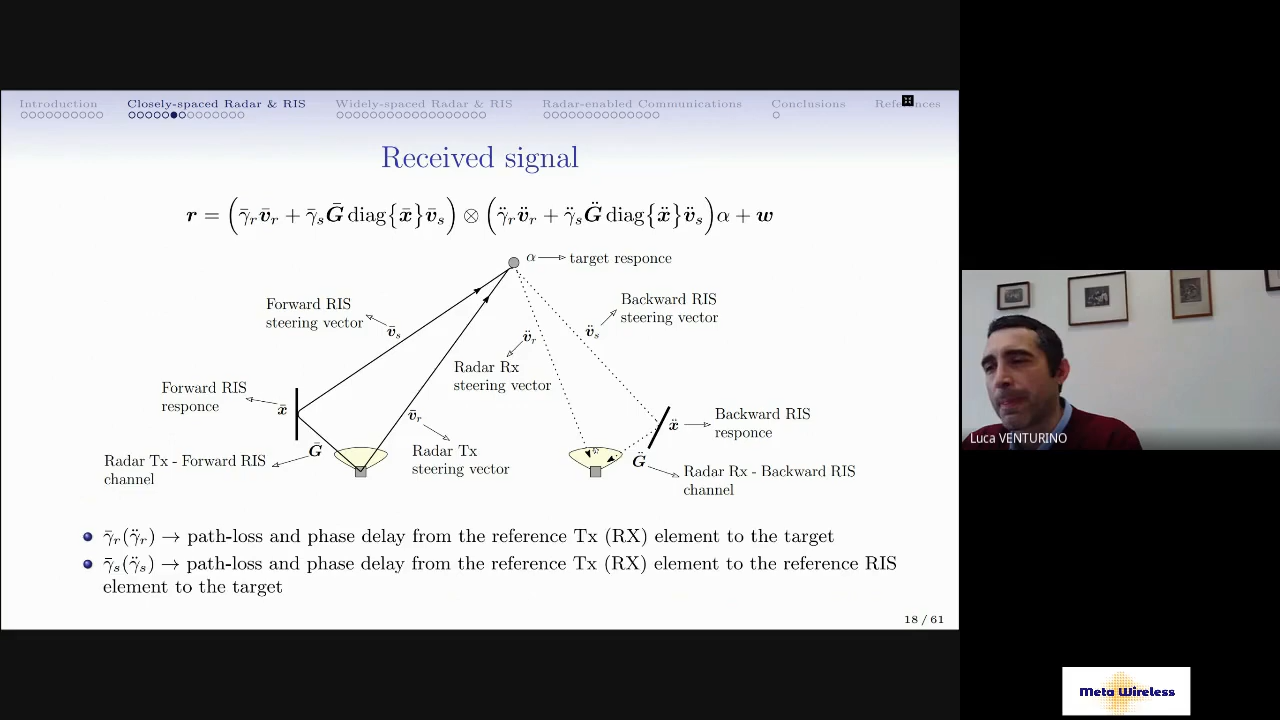 Introduction Closely-spaced Radar & RIS Widely-spaced Radar & RIS Radar-enabled Communications Conclusions
Received signal
r = (γ̄_r v̄_r + γ̄_s Ḡ diag{x̄} v̄_s) ⊗ (γ̈_r v̈_r + γ̈_s G̈ diag{ẍ} v̈_s) α + w
α target responce
Forward RIS
steering vector
v̄_s
Backward RIS
steering vector
v̈_s
v̈_r
Radar Rx
steering vector
Forward RIS
responce
x̄
v̄_r
Radar Tx
steering vector
ẍ
Backward RIS
responce
Ḡ
Radar Tx - Forward RIS
channel
G̈
Radar Rx - Backward RIS
channel
γ̄_r(γ̈_r) → path-loss and phase delay from the reference Tx (RX) element to the target
γ̄_s(γ̈_s) → path-loss and phase delay from the reference Tx (RX) element to the reference RIS
element to the target
18 / 61
Luca VENTURINO
Meta Wireless